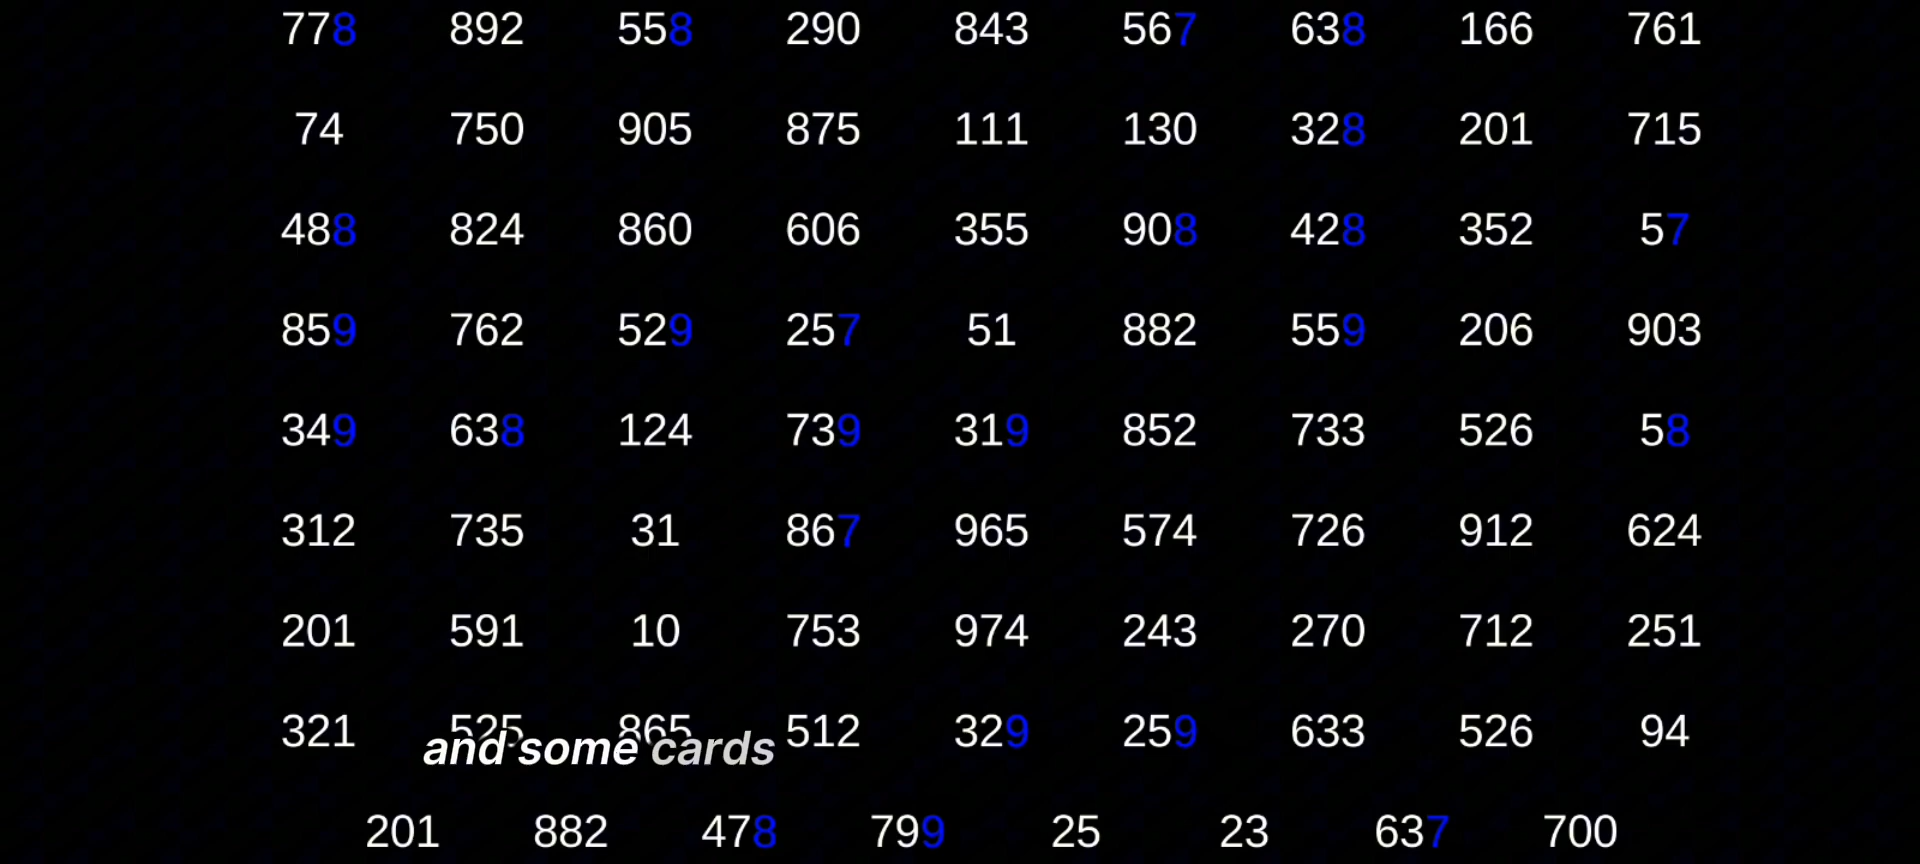 778 892 558 290 843 567 638 166 761
74 750 905 875 111 130 328 201 715
488 824 860 606 355 908 428 352 57
859 762 529 257 51 882 559 206 903
349 638 124 739 319 852 733 526 58
312 735 31 867 965 574 726 912 624
201 591 10 753 974 243 270 712 251
321 525 865 512 329 259 633 526 94
and some cards
201 882 478 799 25 23 637 700